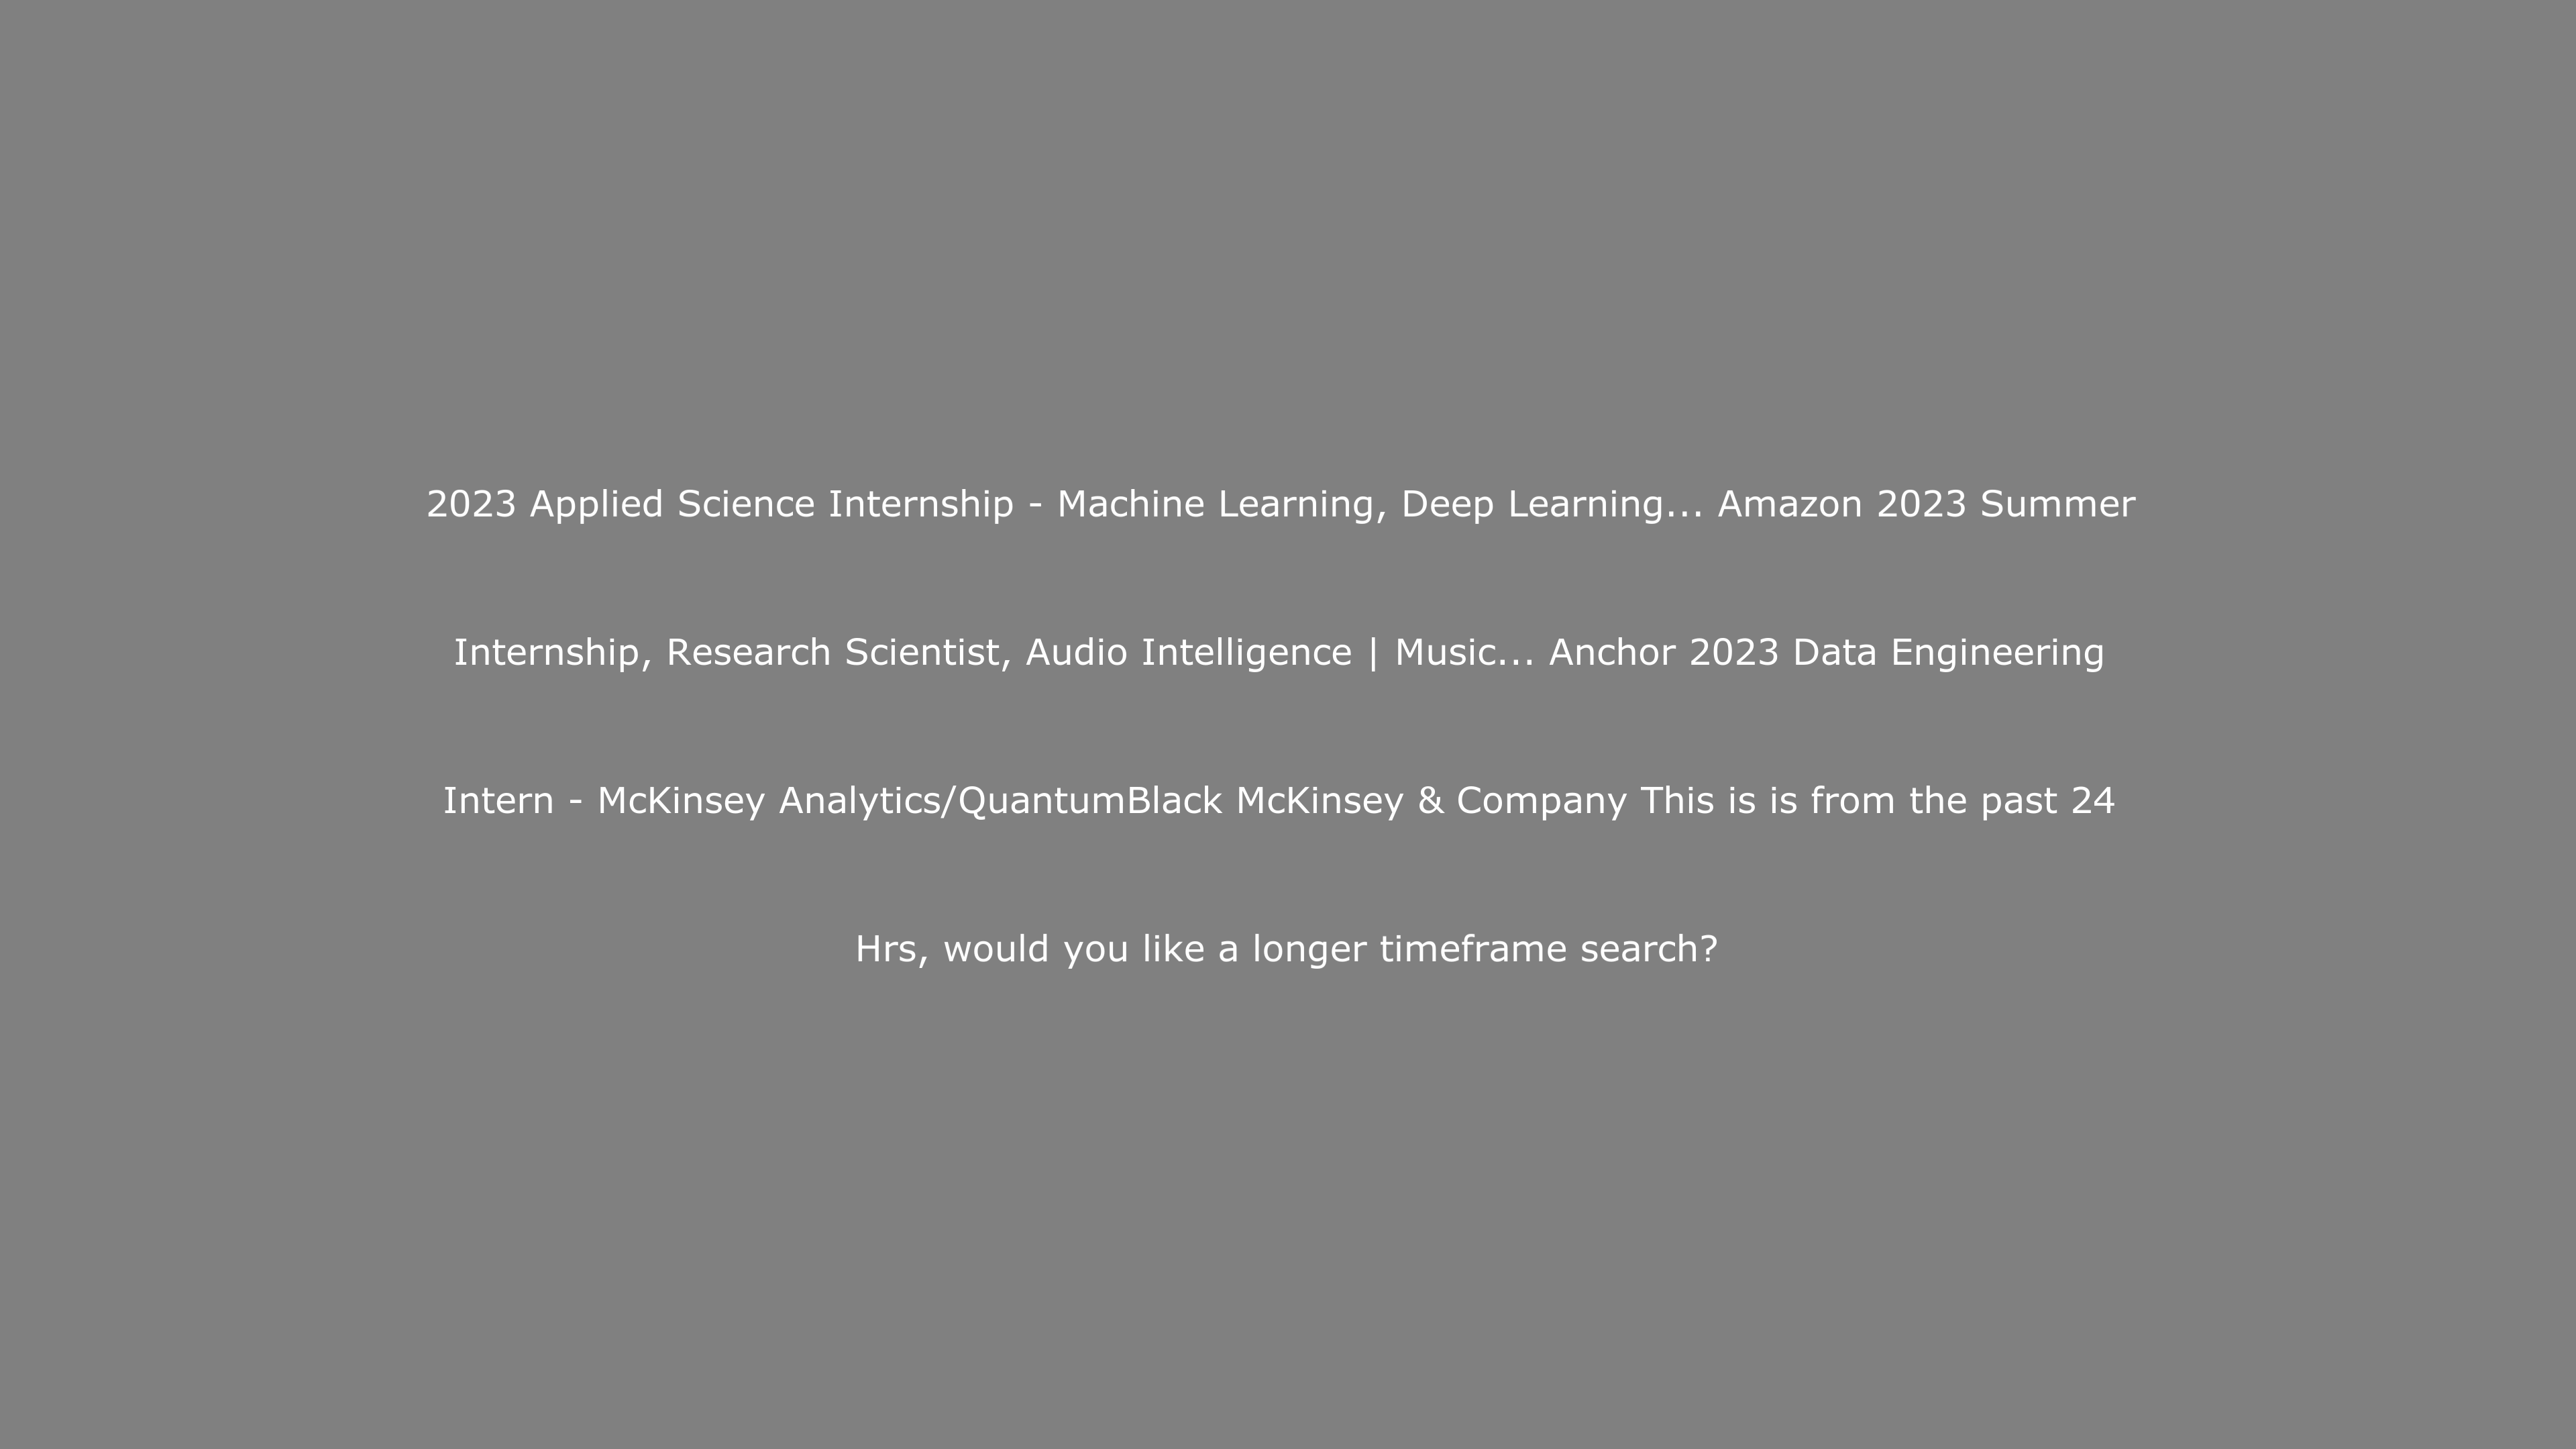 2023 Applied Science Internship - Machine Learning, Deep Learning... Amazon 2023 Summer
Internship, Research Scientist, Audio Intelligence | Music... Anchor 2023 Data Engineering
Intern - McKinsey Analytics/QuantumBlack McKinsey & Company This is is from the past 24
Hrs, would you like a longer timeframe search?